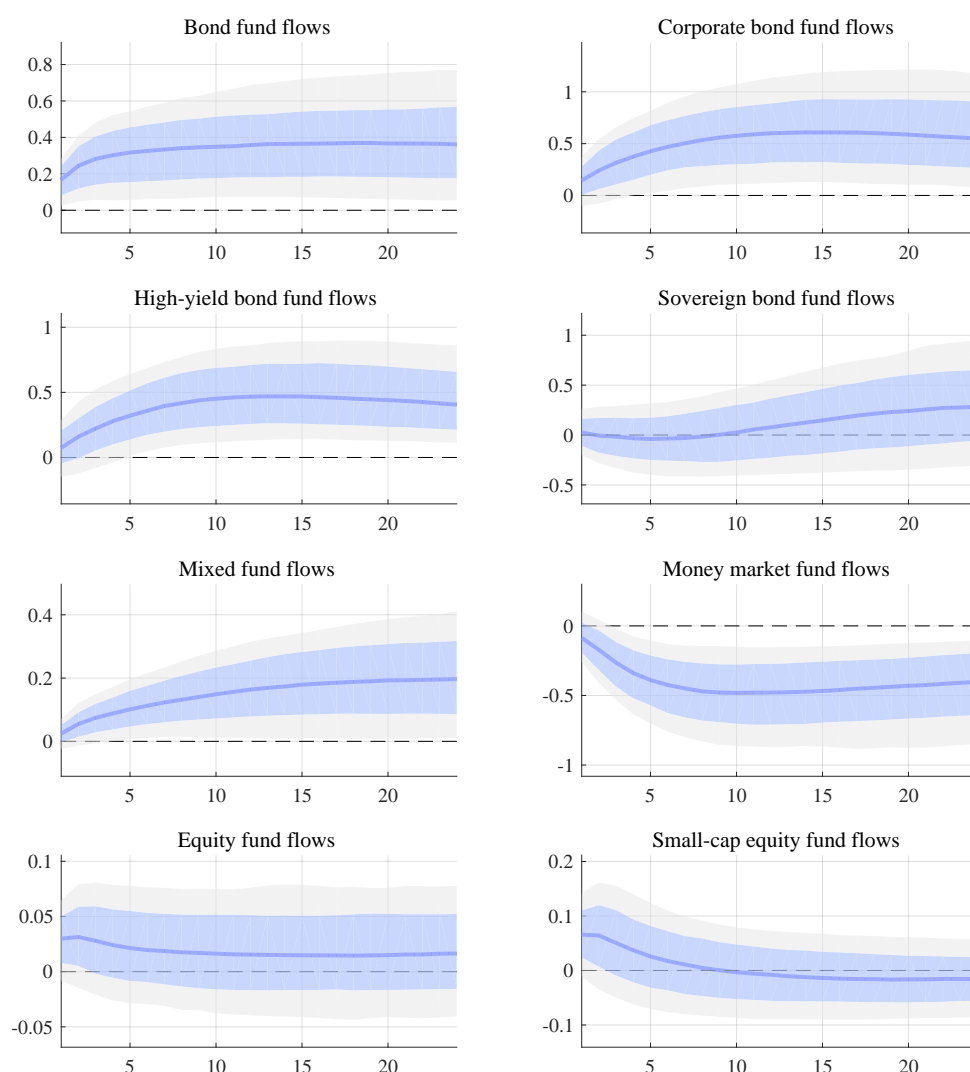 Bond fund flows
0.8
0.6
0.4
0.2
0
5 10 15 20
Corporate bond fund flows
1
0.5
0
5 10 15 20
High-yield bond fund flows
1
0.5
0
5 10 15 20
Sovereign bond fund flows
1
0.5
0
-0.5
5 10 15 20
Mixed fund flows
0.4
0.2
0
5 10 15 20
Money market fund flows
0
-0.5
-1
5 10 15 20
Equity fund flows
0.1
0.05
0
-0.05
5 10 15 20
Small-cap equity fund flows
0.2
0.1
0
-0.1
5 10 15 20